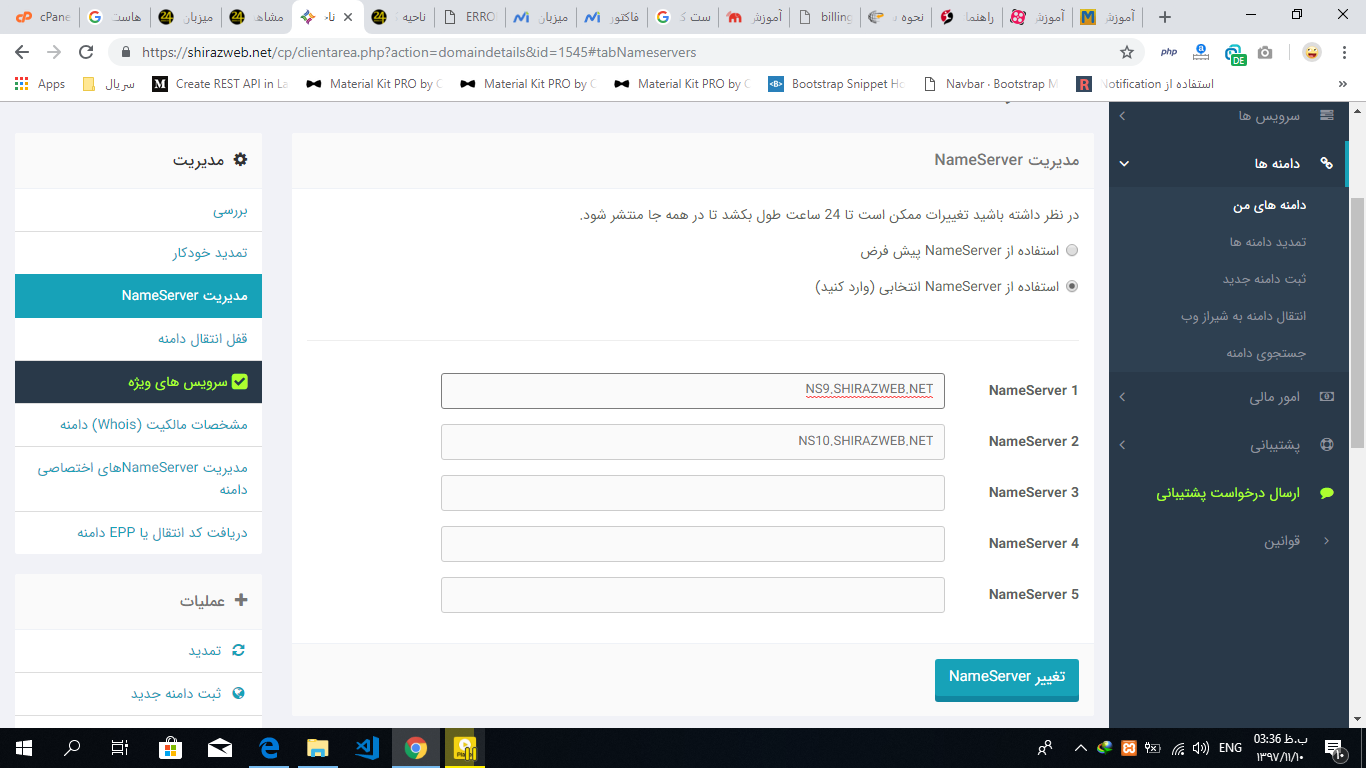 cPane
هاست
میزبان
مشاهد
ناحیه
ERRO
میزبان
فاکتور
ست ک
آموزش
billing
نحوه
راهنما
آموزش
آموزش
https://shirazweb.net/cp/clientarea.php?action=domaindetails&id=1545#tabNameservers
php
DE
Apps
سریال
Create REST API in La
Material Kit PRO by C
Material Kit PRO by C
Material Kit PRO by C
Bootstrap Snippet Ho
Navbar · Bootstrap M
استفاده از Notification
سرویس ها
دامنه ها
دامنه های من
تمدید دامنه ها
ثبت دامنه جدید
انتقال دامنه به شیراز وب
جستجوی دامنه
امور مالی
پشتیبانی
ارسال درخواست پشتیبانی
قوانین
مدیریت NameServer
در نظر داشته باشید تغییرات ممکن است تا 24 ساعت طول بکشد تا در همه جا منتشر شود.
استفاده از NameServer پیش فرض
استفاده از NameServer انتخابی (وارد کنید)
NameServer 1
NS9.SHIRAZWEB.NET
NameServer 2
NS10.SHIRAZWEB.NET
NameServer 3
NameServer 4
NameServer 5
تغییر NameServer
مدیریت
بررسی
تمدید خودکار
مدیریت NameServer
قفل انتقال دامنه
سرویس های ویژه
مشخصات مالکیت (Whois) دامنه
مدیریت NameServerهای اختصاصی
دامنه
دریافت کد انتقال یا EPP دامنه
عملیات
تمدید
ثبت دامنه جدید
ENG
03:36 ب.ظ
۱۳۹۷/۱۱/۱۰